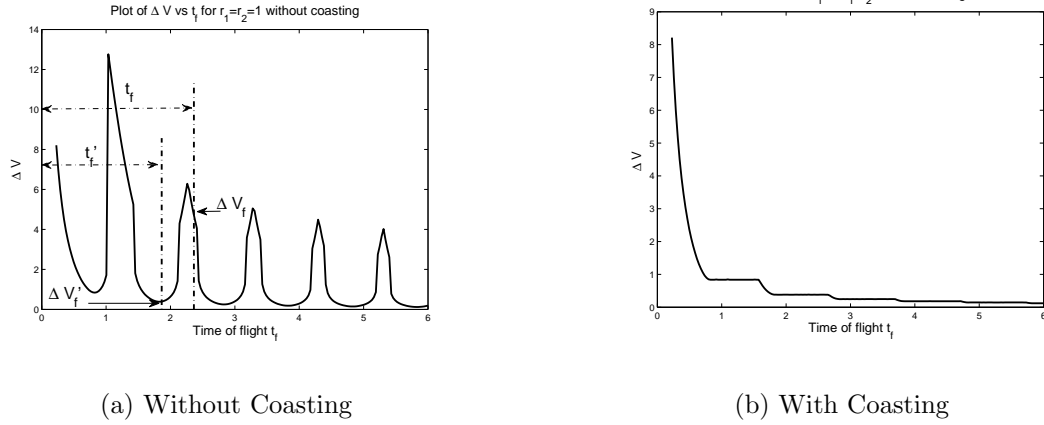 Plot of Δ V vs t_f for r_1=r_2=1 without coasting
14
12
10
8
6
4
2
0
Δ V
t_f
t_f'
Δ V_f
Δ V_f'
0 1 2 3 4 5 6
Time of flight t_f
(a) Without Coasting
9
8
7
6
5
4
3
2
1
0
Δ V
0 1 2 3 4 5 6
Time of flight t_f
(b) With Coasting